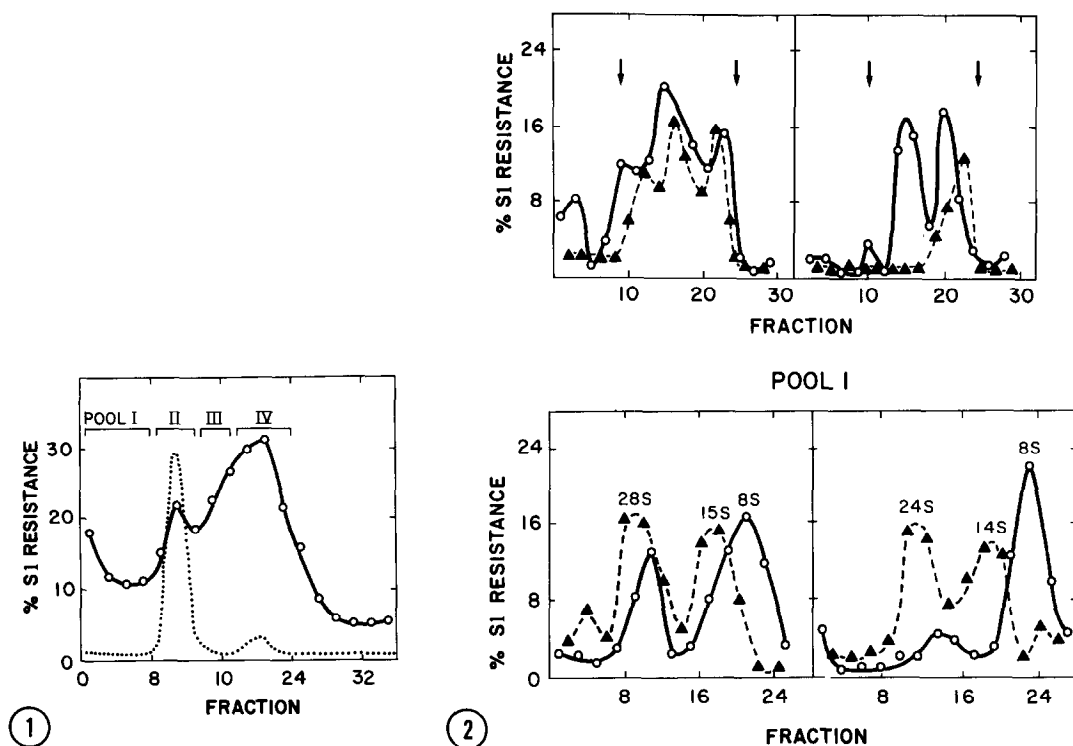 % S1 RESISTANCE
24
16
8
10 20 30 10 20 30
FRACTION
POOL I
% S1 RESISTANCE
30
20
10
0
POOL I II III IV
0 8 16 24 32
FRACTION
1
% S1 RESISTANCE
24
16
8
28S 15S 8S 24S 14S 8S
8 16 24 8 16 24
FRACTION FRACTION
2